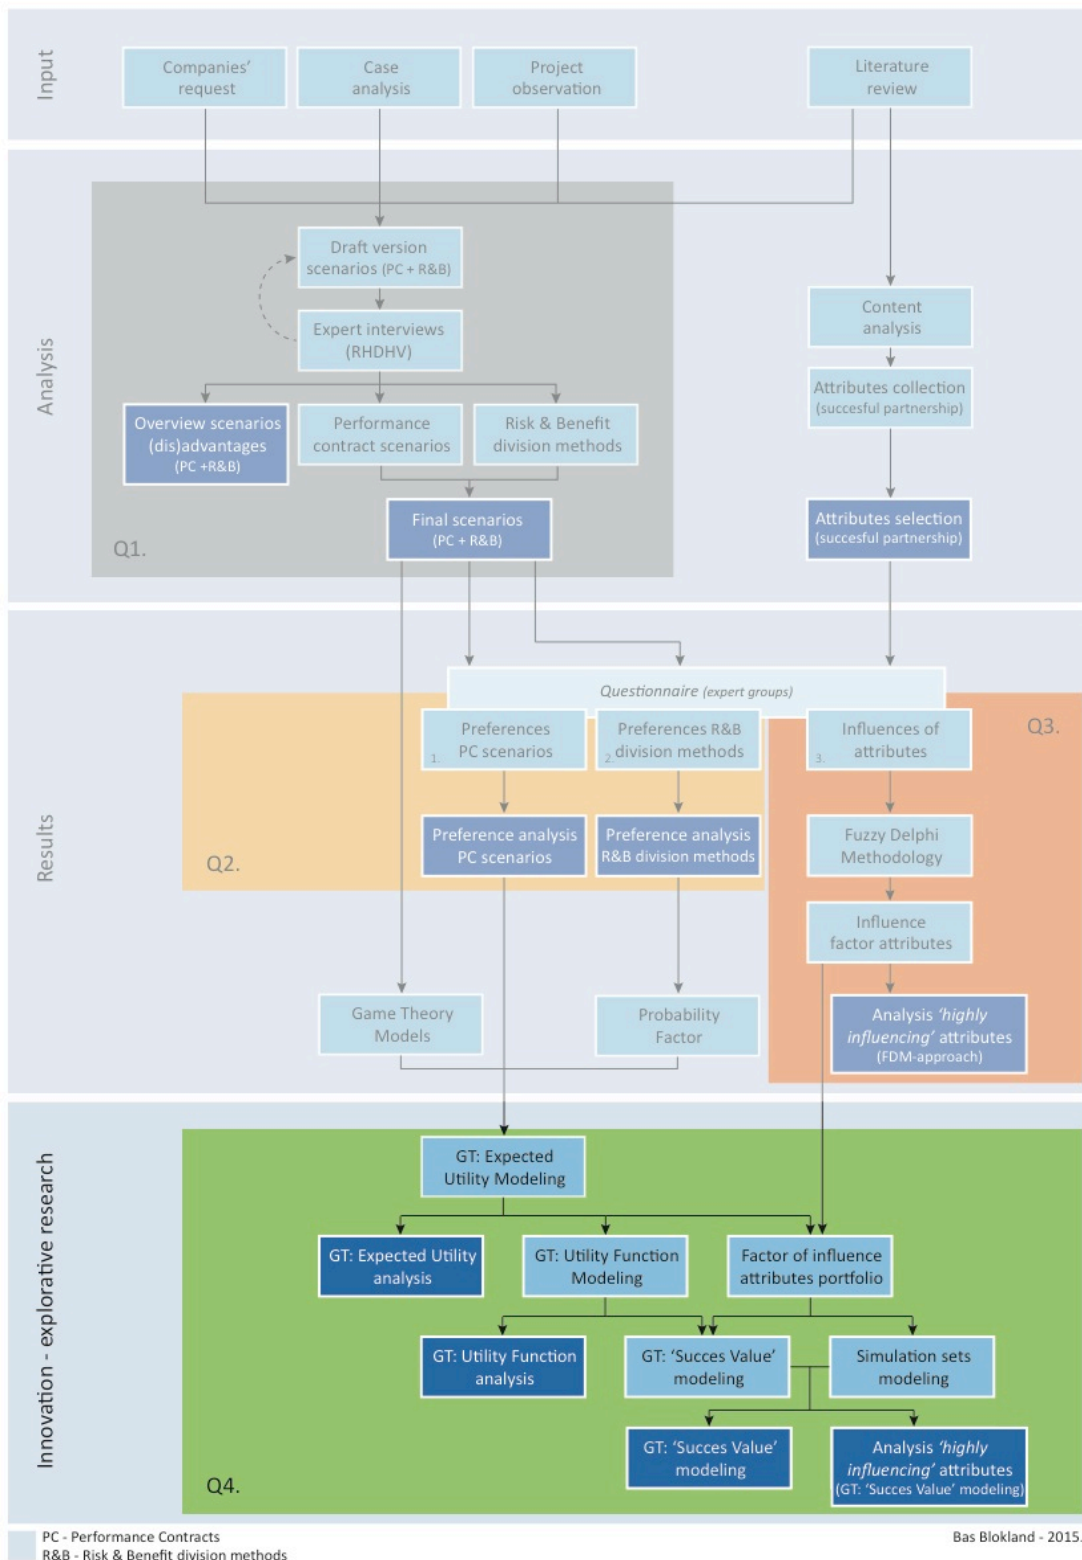 Input
Companies'
request
Case
analysis
Project
observation
Literature
review
Analysis
Draft version
scenarios (PC + R&B)
Expert interviews
(RHDHV)
Overview scenarios
(dis)advantages
(PC +R&B)
Performance
contract scenarios
Risk & Benefit
division methods
Final scenarios
(PC + R&B)
Q1.
Content
analysis
Attributes collection
(succesful partnership)
Attributes selection
(succesful partnership)
Results
Questionnaire (expert groups)
Preferences
1. PC scenarios
Preferences R&B
2. division methods
Influences of
3. attributes
Q3.
Preference analysis
PC scenarios
Preference analysis
R&B division methods
Q2.
Fuzzy Delphi
Methodology
Influence
factor attributes
Game Theory
Models
Probability
Factor
Analysis ‘highly
influencing’ attributes
(FDM-approach)
Innovation - explorative research
GT: Expected
Utility Modeling
GT: Expected Utility
analysis
GT: Utility Function
Modeling
Factor of influence
attributes portfolio
GT: Utility Function
analysis
GT: ‘Succes Value’
modeling
Simulation sets
modeling
GT: ‘Succes Value’
modeling
Analysis ‘highly
influencing’ attributes
(GT: ‘Succes Value’ modeling)
Q4.
PC - Performance Contracts
R&B - Risk & Benefit division methods
Bas Blokland - 2015.